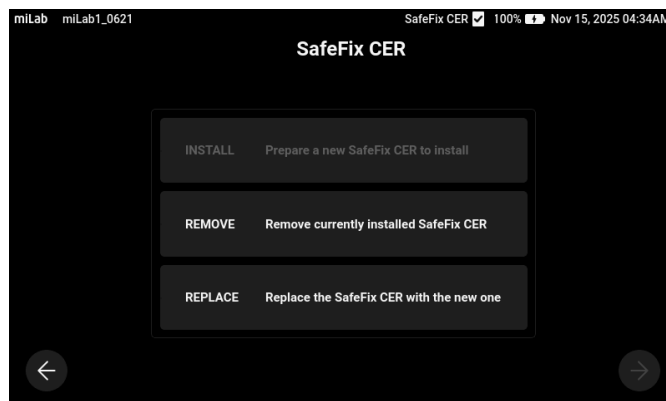 miLab miLab1_0621 SafeFix CER 100% Nov 15, 2025 04:34AM
SafeFix CER
INSTALL Prepare a new SafeFix CER to install
REMOVE Remove currently installed SafeFix CER
REPLACE Replace the SafeFix CER with the new one